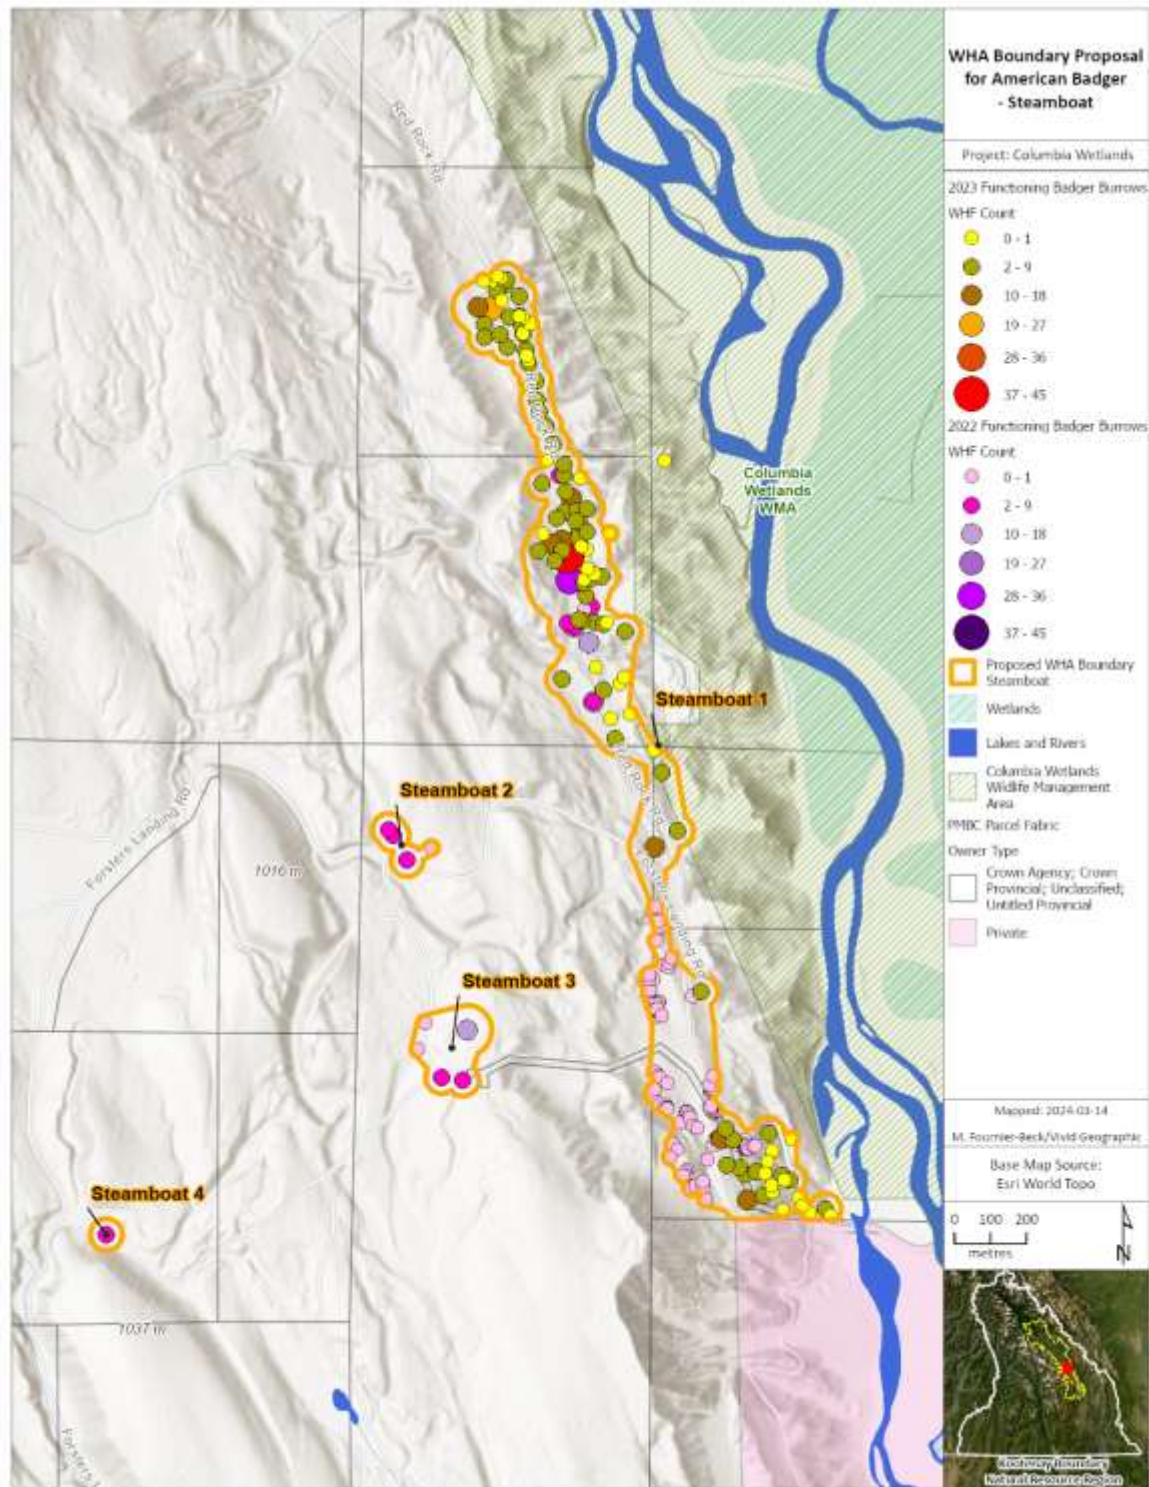 WHA Boundary Proposal
for American Badger
- Steamboat
Project: Columbia Wetlands
2023 Functioning Badger Burrows
WHF Count
0 - 1
2 - 9
10 - 18
19 - 27
28 - 36
37 - 45
2022 Functioning Badger Burrows
WHF Count
0 - 1
2 - 9
10 - 18
19 - 27
28 - 36
37 - 45
Proposed WHA Boundary
Steamboat
Wetlands
Lakes and Rivers
Columbia Wetlands
Wildlife Management
Area
PMBC Parcel Fabric
Owner Type
Crown Agency; Crown
Provincial; Unclassified;
Untitled Provincial
Private
Mapped: 2024-03-14
M. Fournier-Beck/Vivid Geographic
Base Map Source:
Esri World Topo
0 100 200
metres
N
Kootenay Boundary
Natural Resource Region
Red Rock Rd
Columbia
Wetlands
WMA
Steamboat 1
Red Rock Rd
Steamboat 2
Forsters Landing Rd
1016 m
Landing Rd
Steamboat 3
Steamboat 4
1037 m
Forsters